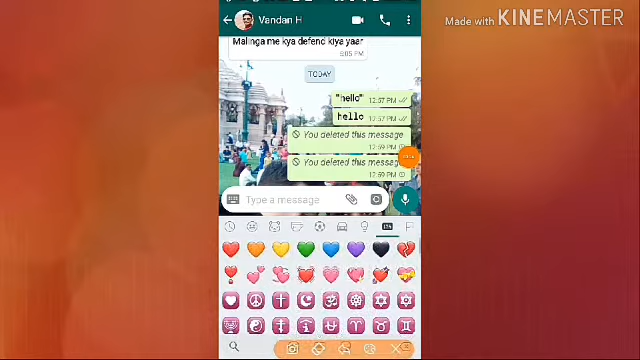 Vandan H
Made with KINEMASTER
Malinga me kya defend kiya yaar
6:05 PM
TODAY
"hello" 12:57 PM
hello 12:57 PM
You deleted this message
12:59 PM
You deleted this message
12:59 PM
Type a message